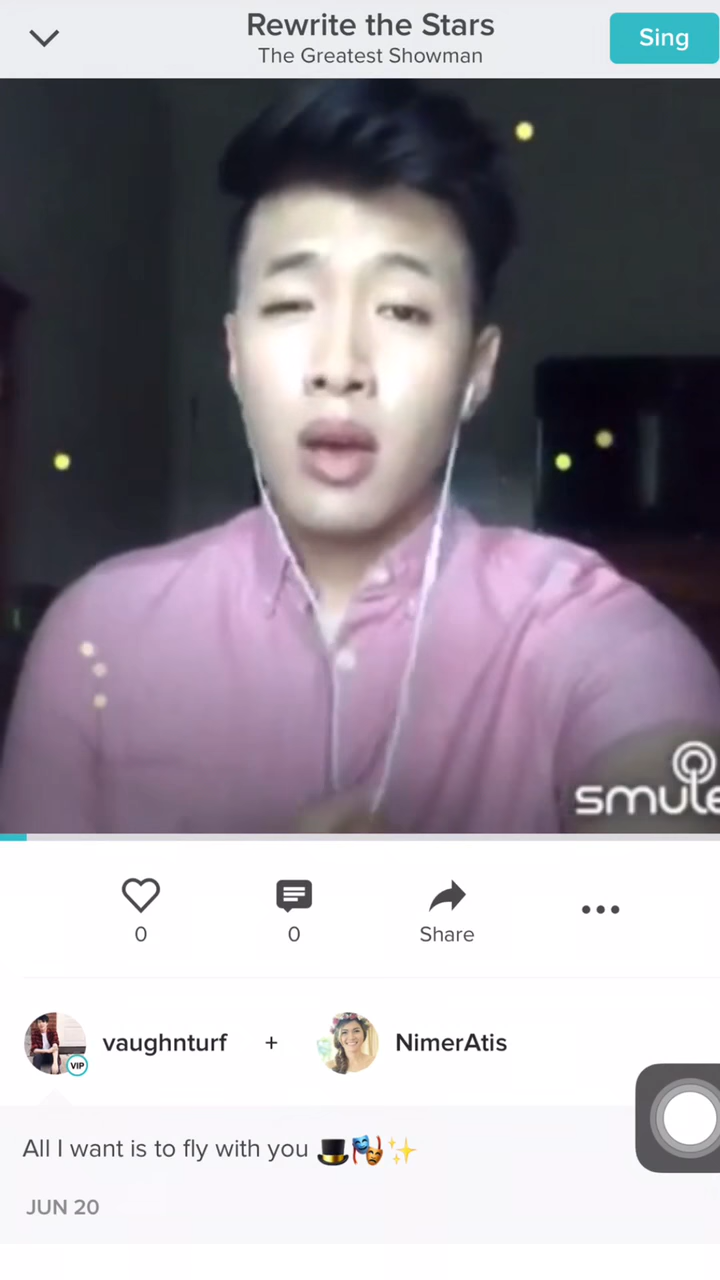 Rewrite the Stars
The Greatest Showman
Sing
smule
0
0
Share
vaughnturf + NimerAtis
VIP
All I want is to fly with you 🎩🎭✨
JUN 20